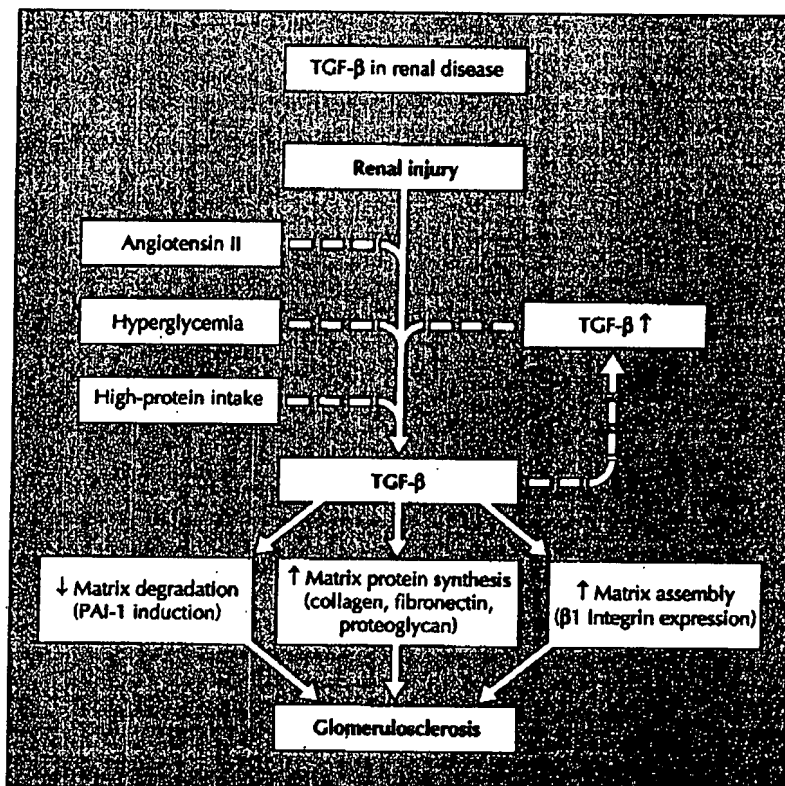 TGF-β in renal disease
Renal injury
Angiotensin II
Hyperglycemia
TGF-β ↑
High-protein intake
TGF-β
↓ Matrix degradation
(PAI-1 induction)
↑ Matrix protein synthesis
(collagen, fibronectin,
proteoglycan)
↑ Matrix assembly
(β1 Integrin expression)
Glomerulosclerosis